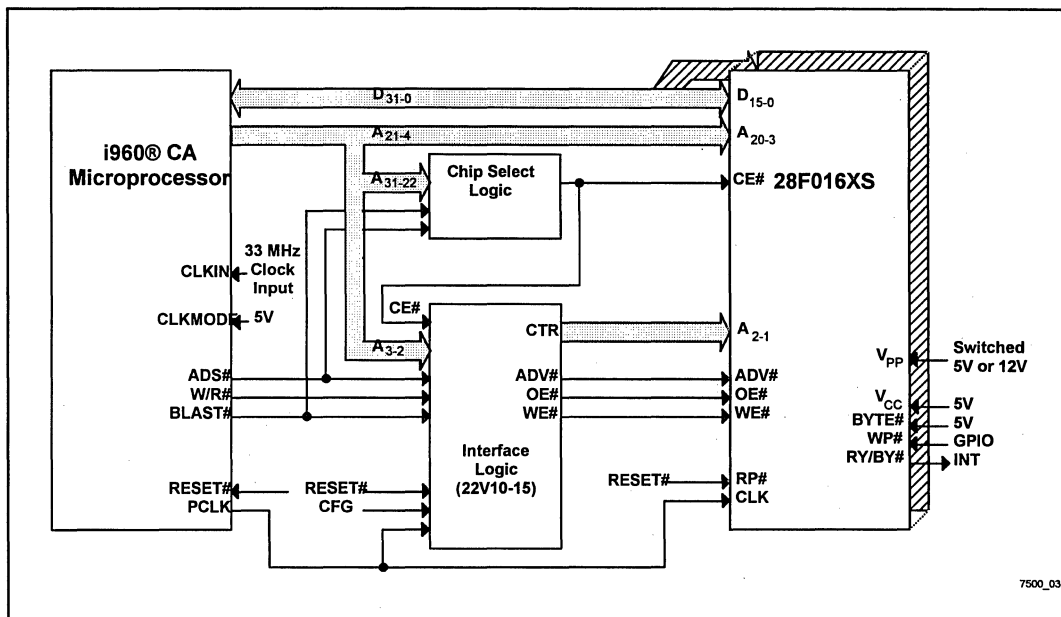 D31-0
D15-0
A21-4
A20-3
i960® CA
Microprocessor
A31-22
Chip Select
Logic
CE#
28F016XS
33 MHz
Clock
Input
CLKIN
CLKMODE
5V
CE#
CTR
A2-1
A3-2
VPP
Switched
5V or 12V
ADS#
ADV#
ADV#
W/R#
OE#
OE#
BLAST#
WE#
WE#
VCC
5V
BYTE#
5V
WP#
GPIO
RY/BY#
INT
Interface
Logic
(22V10-15)
RESET#
RESET#
RESET#
RP#
PCLK
CFG
CLK
7500_03